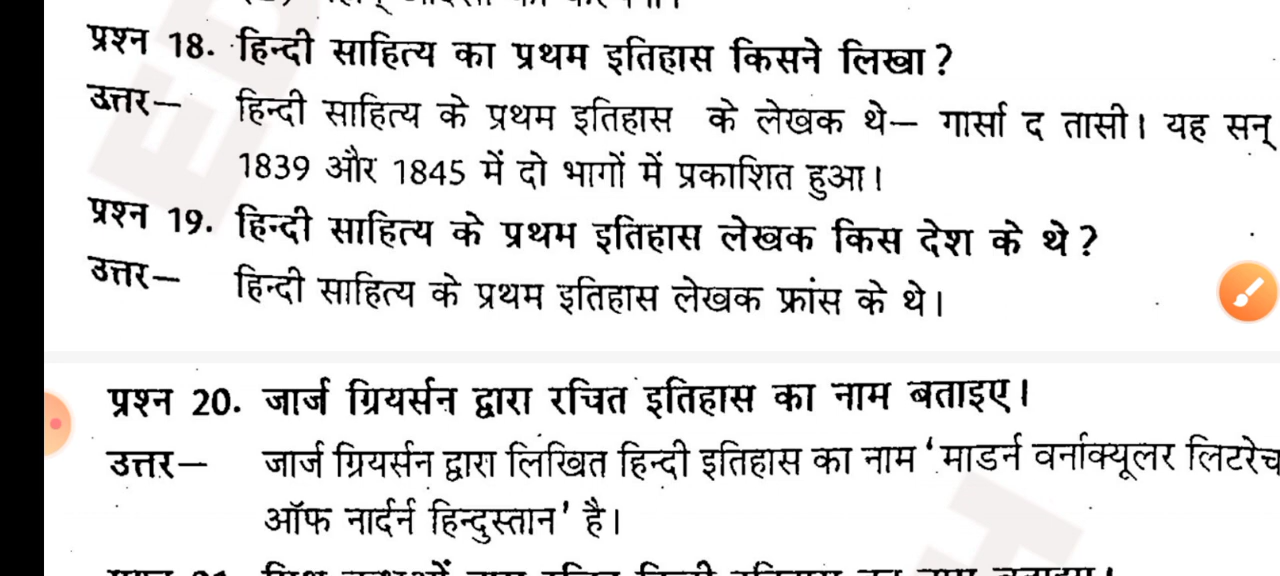 प्रश्न 18. हिन्दी साहित्य का प्रथम इतिहास किसने लिखा ?
उत्तर– हिन्दी साहित्य के प्रथम इतिहास के लेखक थे– गार्सा द तासी। यह सन्
1839 और 1845 में दो भागों में प्रकाशित हुआ।
प्रश्न 19. हिन्दी साहित्य के प्रथम इतिहास लेखक किस देश के थे ?
उत्तर– हिन्दी साहित्य के प्रथम इतिहास लेखक फ्रांस के थे।
प्रश्न 20. जार्ज ग्रियर्सन द्वारा रचित इतिहास का नाम बताइए।
उत्तर– जार्ज ग्रियर्सन द्वारा लिखित हिन्दी इतिहास का नाम ‘माडर्न वर्नाक्यूलर लिटरेच
ऑफ नार्दर्न हिन्दुस्तान’ है।